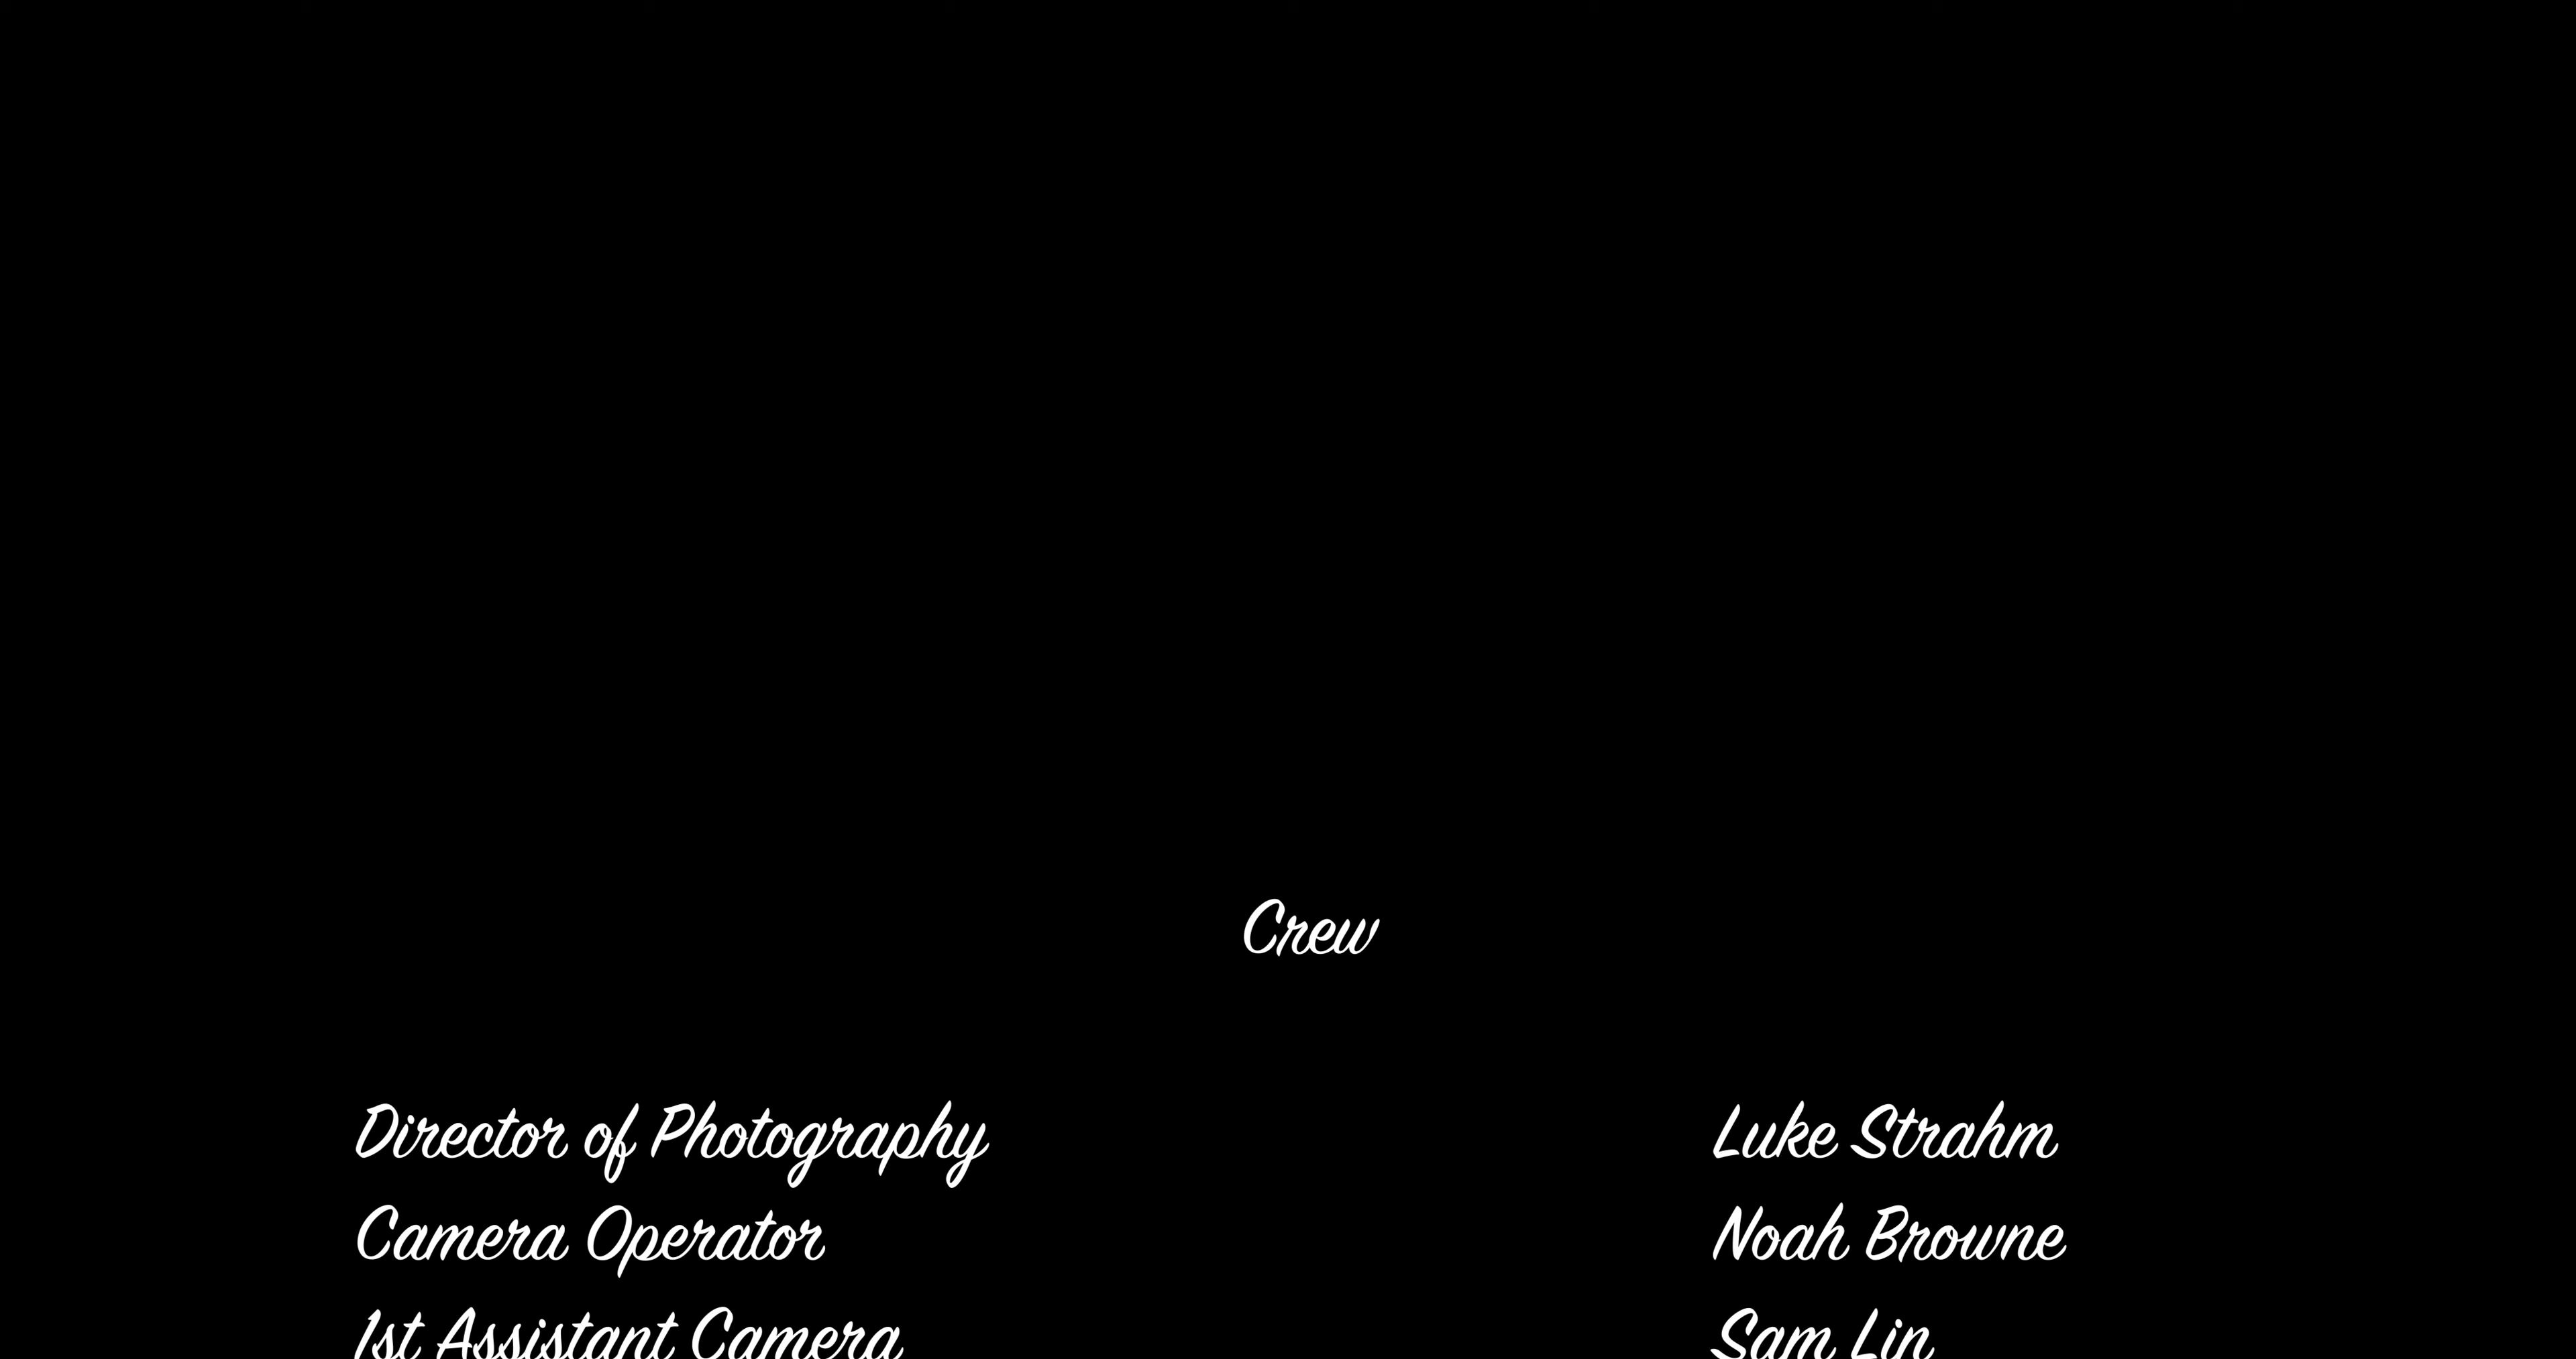 Crew
Director of Photography Luke Strahm
Camera Operator Noah Browne
1st Assistant Camera Sam Lin